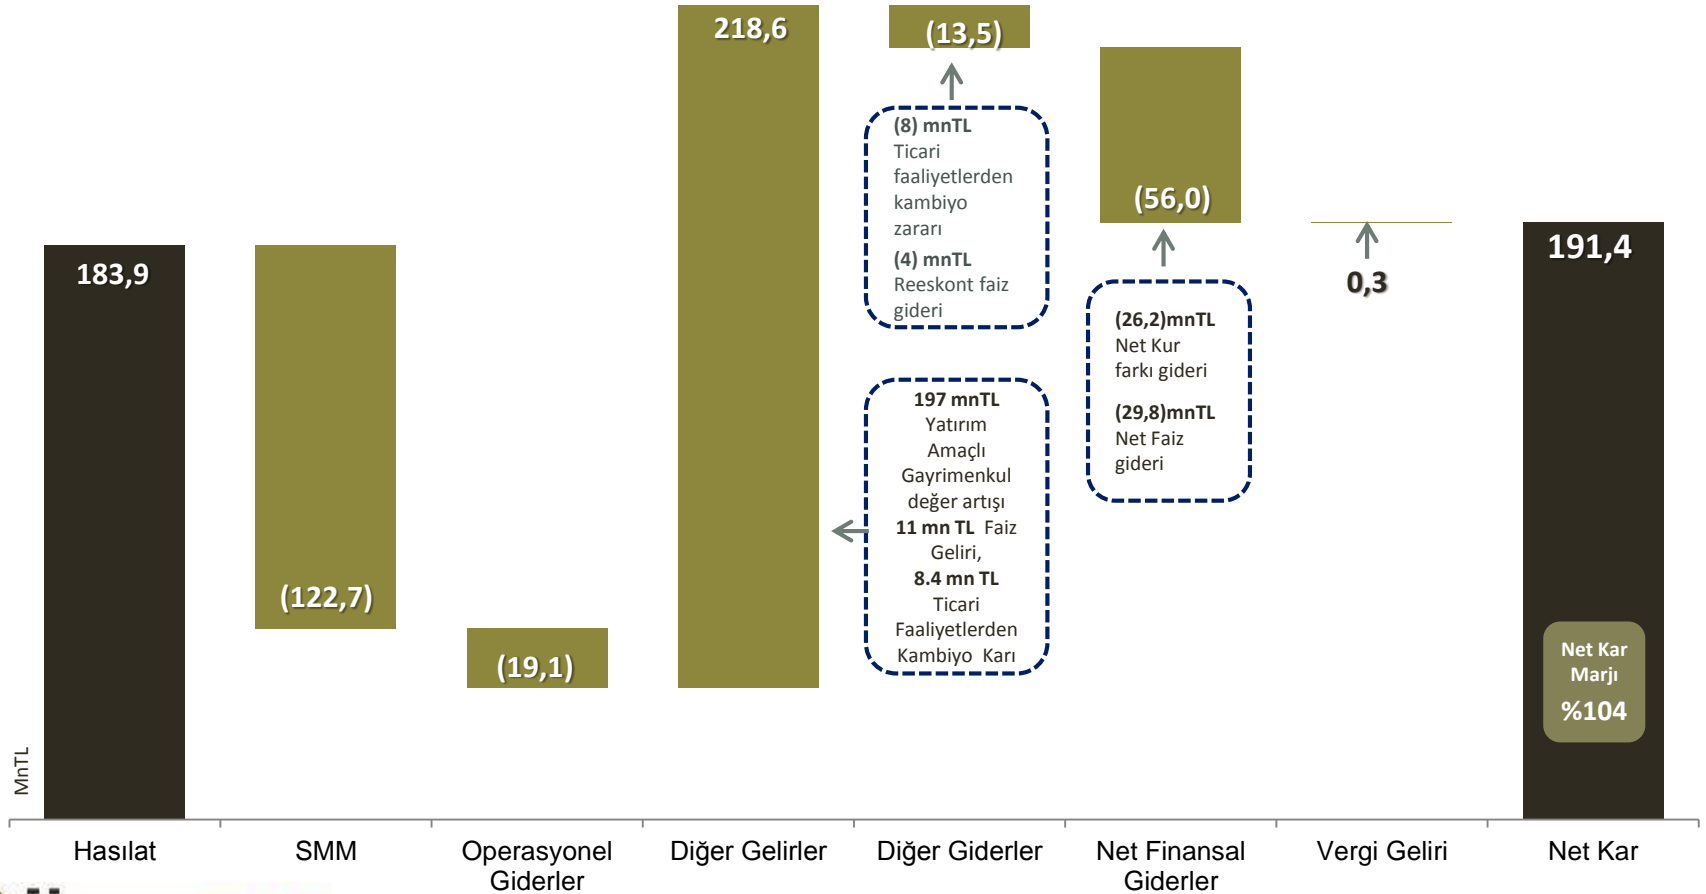 218,6
(13,5)
(8) mnTL
Ticari
faaliyetlerden
kambiyo
zararı
(4) mnTL
Reeskont faiz
gideri
(56,0)
183,9
191,4
0,3
(26,2)mnTL
Net Kur
farkı gideri
(29,8)mnTL
Net Faiz
gideri
197 mnTL
Yatırım
Amaçlı
Gayrimenkul
değer artışı
11 mn TL Faiz
Geliri,
8.4 mn TL
Ticari
Faaliyetlerden
Kambiyo Karı
(122,7)
(19,1)
Net Kar
Marjı
%104
MnTL
Hasılat
SMM
Operasyonel
Giderler
Diğer Gelirler
Diğer Giderler
Net Finansal
Giderler
Vergi Geliri
Net Kar